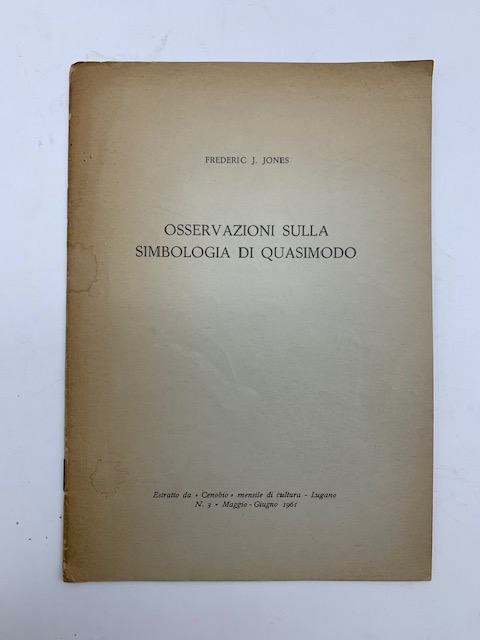 FREDERIC J. JONES
OSSERVAZIONI SULLA
SIMBOLOGIA DI QUASIMODO
Estratto da « Cenobio » mensile di cultura - Lugano
N. 3 - Maggio - Giugno 1961